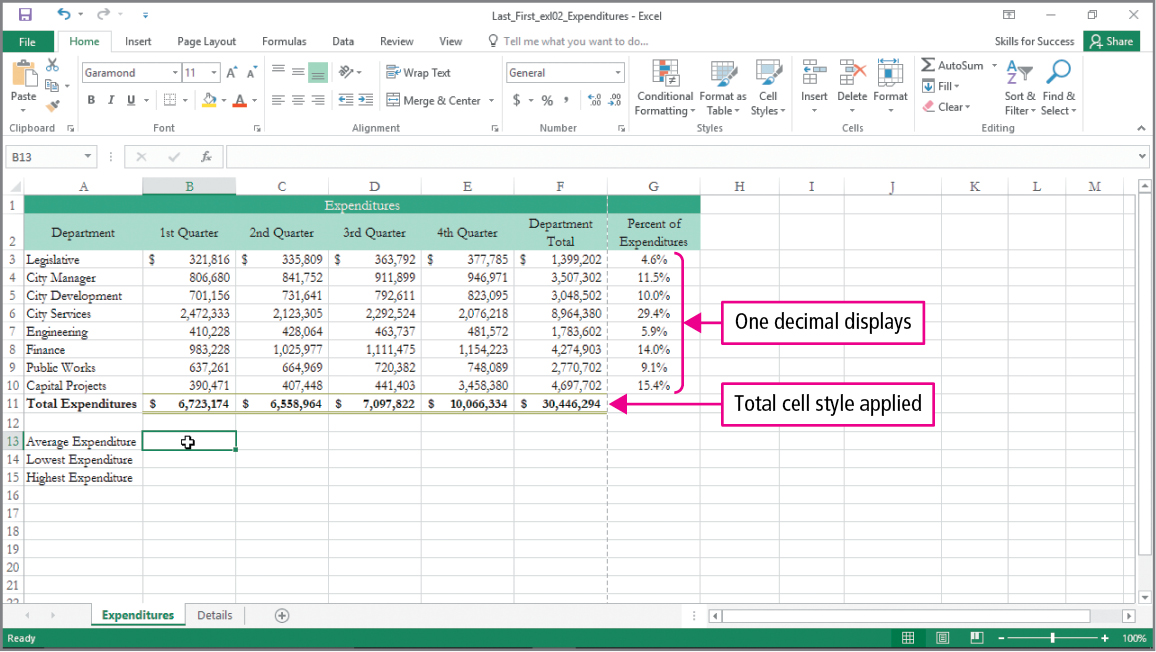 Last_First_exl02_Expenditures - Excel
File Home Insert Page Layout Formulas Data Review View Tell me what you want to do... Skills for Success Share
Garamond 11 A A Wrap Text General AutoSum
Paste Conditional Format as Cell Insert Delete Format Fill Sort & Find &
B I U A Merge & Center $ % , .00 .0 Formatting Table Styles Clear Filter Select
Clipboard Font Alignment Number Styles Cells Editing
B13 fx
A B C D E F G H I J K L M
1 Expenditures
2 Department 1st Quarter 2nd Quarter 3rd Quarter 4th Quarter Department Total Percent of Expenditures
3 Legislative $ 321,816 $ 335,809 $ 363,792 $ 377,785 $ 1,399,202 4.6%
4 City Manager 806,680 841,752 911,899 946,971 3,507,302 11.5%
5 City Development 701,156 731,641 792,611 823,095 3,048,502 10.0%
6 City Services 2,472,333 2,123,305 2,292,524 2,076,218 8,964,380 29.4%
7 Engineering 410,228 428,064 463,737 481,572 1,783,602 5.9%
8 Finance 983,228 1,025,977 1,111,475 1,154,223 4,274,903 14.0%
9 Public Works 637,261 664,969 720,382 748,089 2,770,702 9.1%
10 Capital Projects 390,471 407,448 441,403 3,458,380 4,697,702 15.4%
11 Total Expenditures $ 6,723,174 $ 6,558,964 $ 7,097,822 $ 10,066,334 $ 30,446,294
One decimal displays
Total cell style applied
12
13 Average Expenditure
14 Lowest Expenditure
15 Highest Expenditure
16
17
18
19
20
21
22
Expenditures Details
Ready 100%